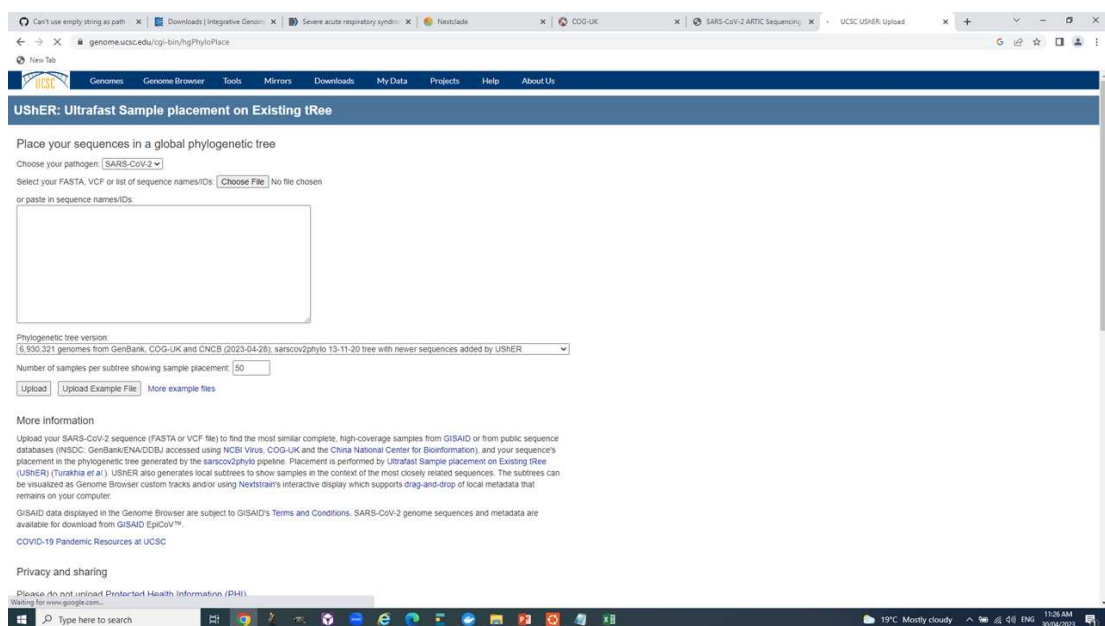 Can't use empty string as path
Downloads | Integrative Genom
Severe acute respiratory syndro
Nextclade
COG-UK
SARS-CoV-2 ARTIC Sequencing
UCSC UShER: Upload
genome.ucsc.edu/cgi-bin/hgPhyloPlace
New Tab
UCSC
Genomes Genome Browser Tools Mirrors Downloads My Data Projects Help About Us
UShER: Ultrafast Sample placement on Existing tRee
Place your sequences in a global phylogenetic tree
Choose your pathogen: SARS-CoV-2
Select your FASTA, VCF or list of sequence names/IDs: Choose File No file chosen
or paste in sequence names/IDs:
Phylogenetic tree version:
6,930,321 genomes from GenBank, COG-UK and CNCB (2023-04-28); sarscov2phylo 13-11-20 tree with newer sequences added by UShER
Number of samples per subtree showing sample placement: 50
Upload Upload Example File More example files
More information
Upload your SARS-CoV-2 sequence (FASTA or VCF file) to find the most similar complete, high-coverage samples from GISAID or from public sequence
databases (INSDC: GenBank/ENA/DDBJ accessed using NCBI Virus, COG-UK and the China National Center for Bioinformation), and your sequence's
placement in the phylogenetic tree generated by the sarscov2phylo pipeline. Placement is performed by Ultrafast Sample placement on Existing tRee
(UShER) (Turakhia et al.). UShER also generates local subtrees to show samples in the context of the most closely related sequences. The subtrees can
be visualized as Genome Browser custom tracks and/or using Nextstrain's interactive display which supports drag-and-drop of local metadata that
remains on your computer.
GISAID data displayed in the Genome Browser are subject to GISAID's Terms and Conditions. SARS-CoV-2 genome sequences and metadata are
available for download from GISAID EpiCoV™.
COVID-19 Pandemic Resources at UCSC
Privacy and sharing
Please do not upload Protected Health Information (PHI)
Waiting for www.google.com...
Type here to search
19°C Mostly cloudy
ENG
11:26 AM
30/04/2023